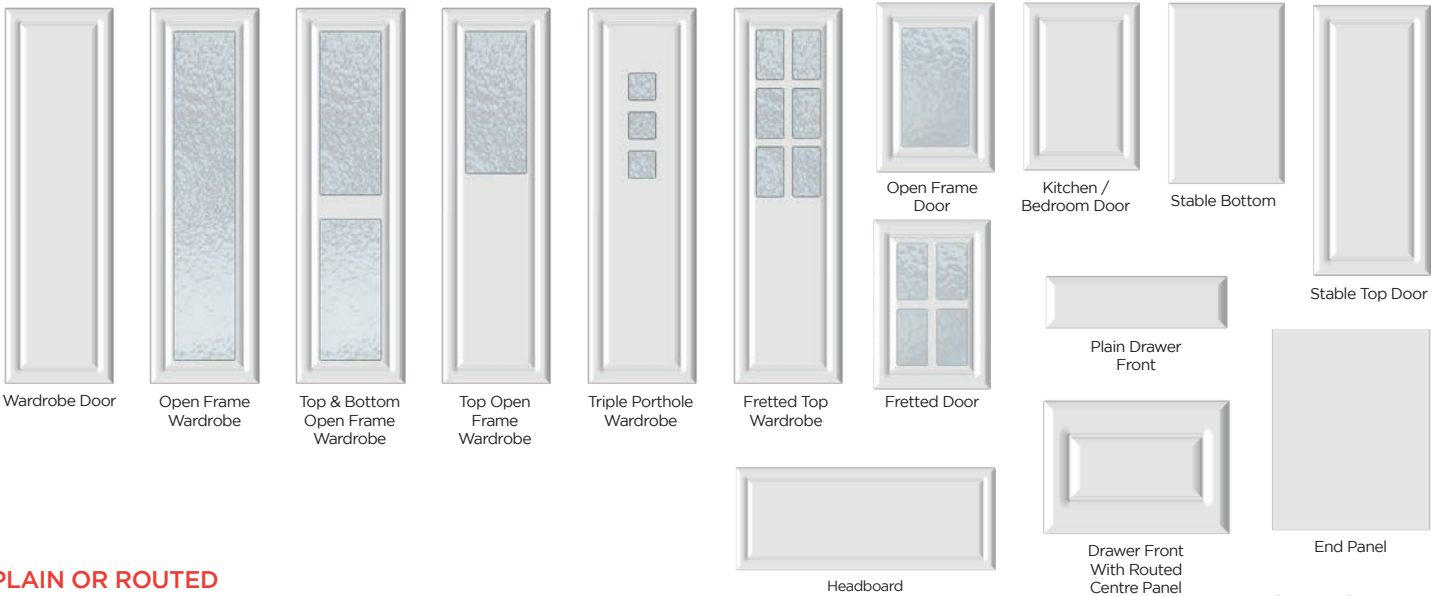 Wardrobe Door
Open Frame
Wardrobe
Top & Bottom
Open Frame
Wardrobe
Top Open
Frame
Wardrobe
Triple Porthole
Wardrobe
Fretted Top
Wardrobe
Open Frame
Door
Kitchen /
Bedroom Door
Stable Bottom
Stable Top Door
Fretted Door
Plain Drawer
Front
Headboard
Drawer Front
With Routed
Centre Panel
End Panel
PLAIN OR ROUTED